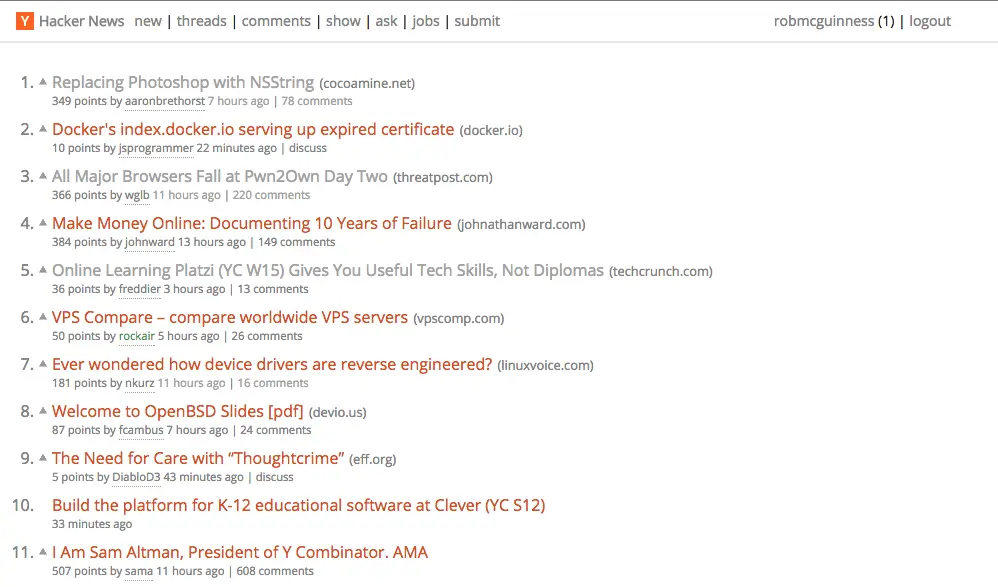 Y Hacker News new | threads | comments | show | ask | jobs | submit robmcguinness (1) | logout
1. Replacing Photoshop with NSString (cocoamine.net)
349 points by aaronbrethorst 7 hours ago | 78 comments
2. Docker's index.docker.io serving up expired certificate (docker.io)
10 points by jsprogrammer 22 minutes ago | discuss
3. All Major Browsers Fall at Pwn2Own Day Two (threatpost.com)
366 points by wglb 11 hours ago | 220 comments
4. Make Money Online: Documenting 10 Years of Failure (johnathanward.com)
384 points by johnward 13 hours ago | 149 comments
5. Online Learning Platzi (YC W15) Gives You Useful Tech Skills, Not Diplomas (techcrunch.com)
36 points by freddier 3 hours ago | 13 comments
6. VPS Compare – compare worldwide VPS servers (vpscomp.com)
50 points by rockair 5 hours ago | 26 comments
7. Ever wondered how device drivers are reverse engineered? (linuxvoice.com)
181 points by nkurz 11 hours ago | 16 comments
8. Welcome to OpenBSD Slides [pdf] (devio.us)
87 points by fcambus 7 hours ago | 24 comments
9. The Need for Care with “Thoughtcrime” (eff.org)
5 points by DiabloD3 43 minutes ago | discuss
10. Build the platform for K-12 educational software at Clever (YC S12)
33 minutes ago
11. I Am Sam Altman, President of Y Combinator. AMA
507 points by sama 11 hours ago | 608 comments